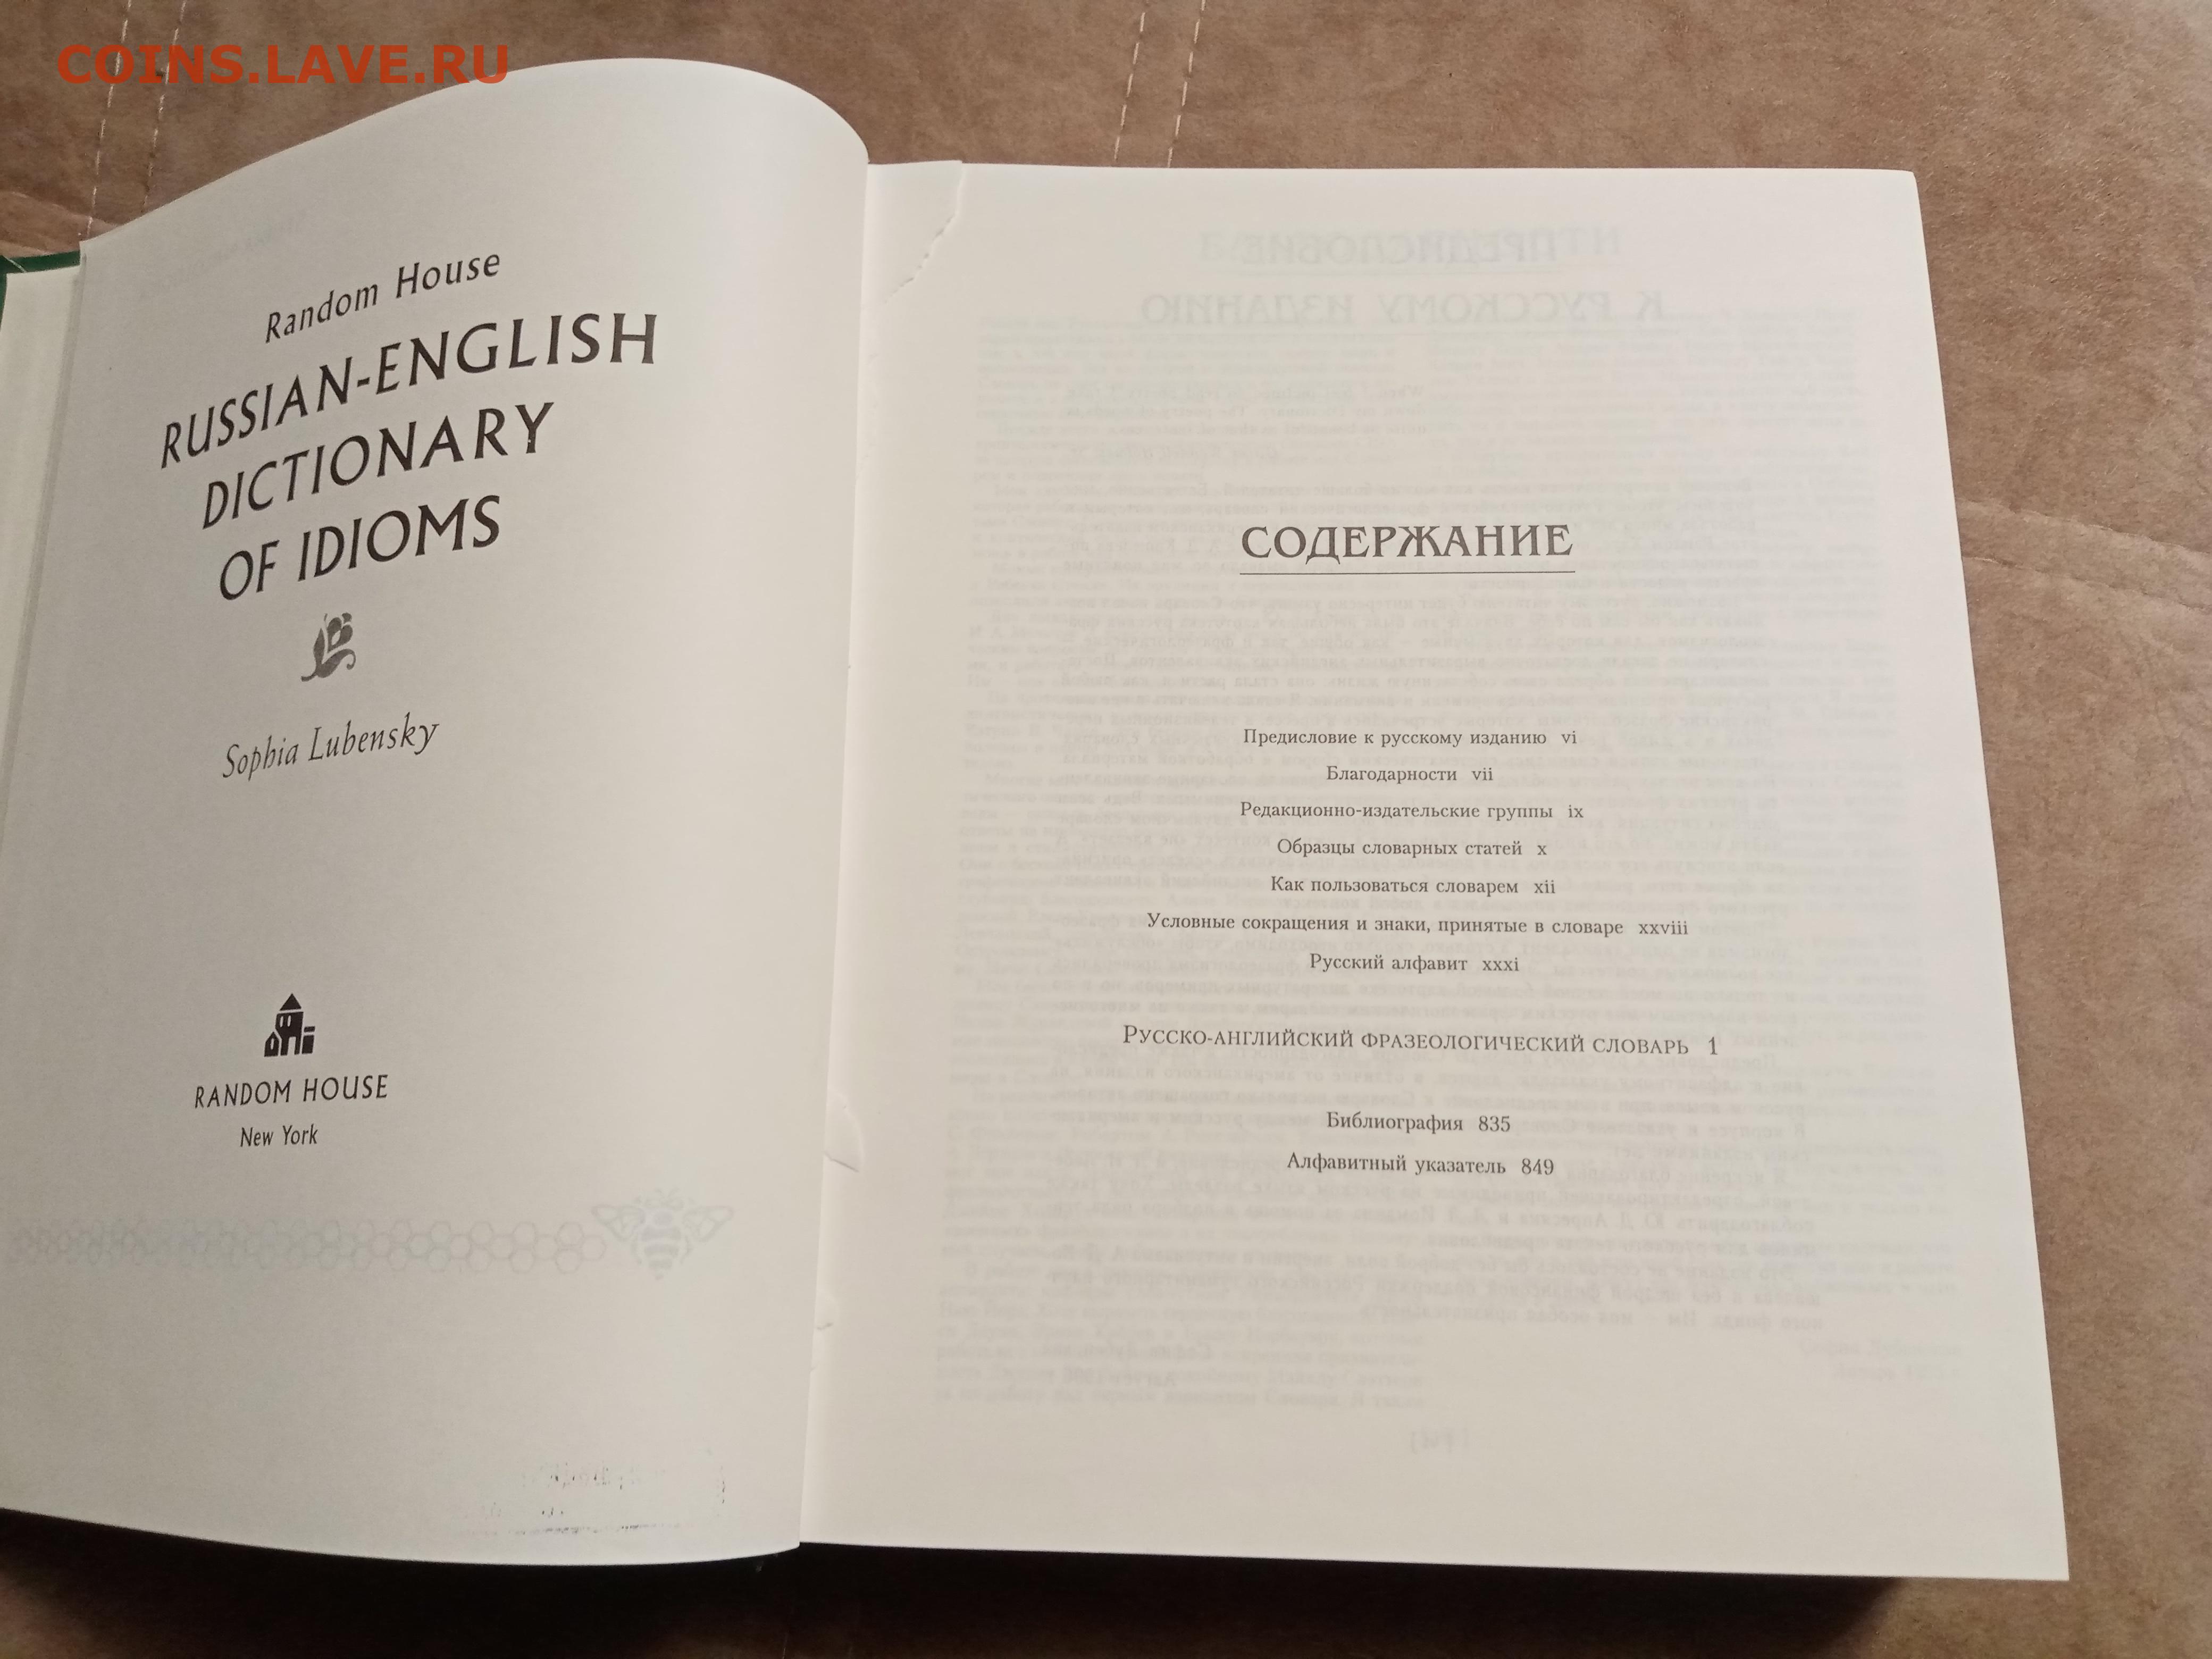 COINS.LAVE.RU
Random House
RUSSIAN-ENGLISH
DICTIONARY
OF IDIOMS
Sophia Lubensky
RANDOM HOUSE
New York
СОДЕРЖАНИЕ
Предисловие к русскому изданию vi
Благодарности vii
Редакционно-издательские группы ix
Образцы словарных статей x
Как пользоваться словарем xii
Условные сокращения и знаки, принятые в словаре xxviii
Русский алфавит xxxi
РУССКО-АНГЛИЙСКИЙ ФРАЗЕОЛОГИЧЕСКИЙ СЛОВАРЬ 1
Библиография 835
Алфавитный указатель 849